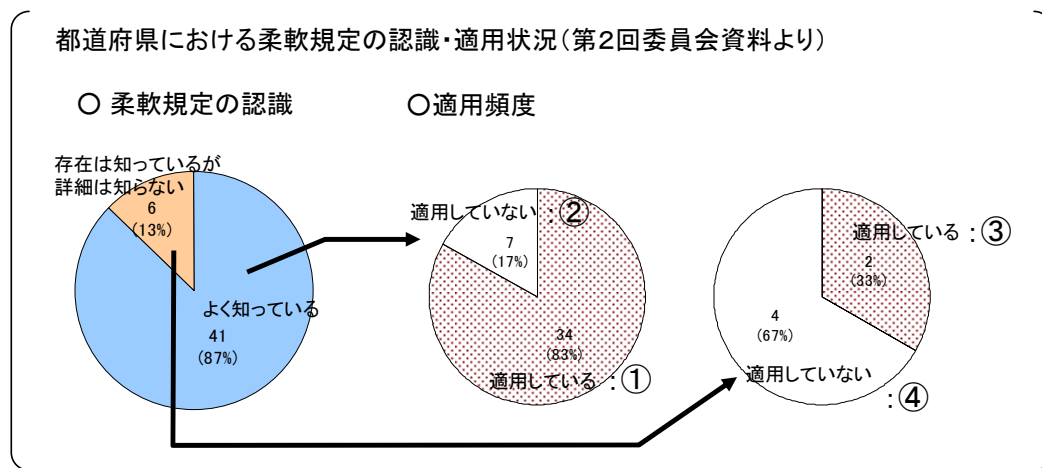 都道府県における柔軟規定の認識・適用状況(第2回委員会資料より)
○ 柔軟規定の認識
○適用頻度
存在は知っているが
詳細は知らない
6
(13%)
よく知っている
41
(87%)
適用していない:②
7
(17%)
34
(83%)
適用している:①
適用している:③
2
(33%)
4
(67%)
適用していない
:④